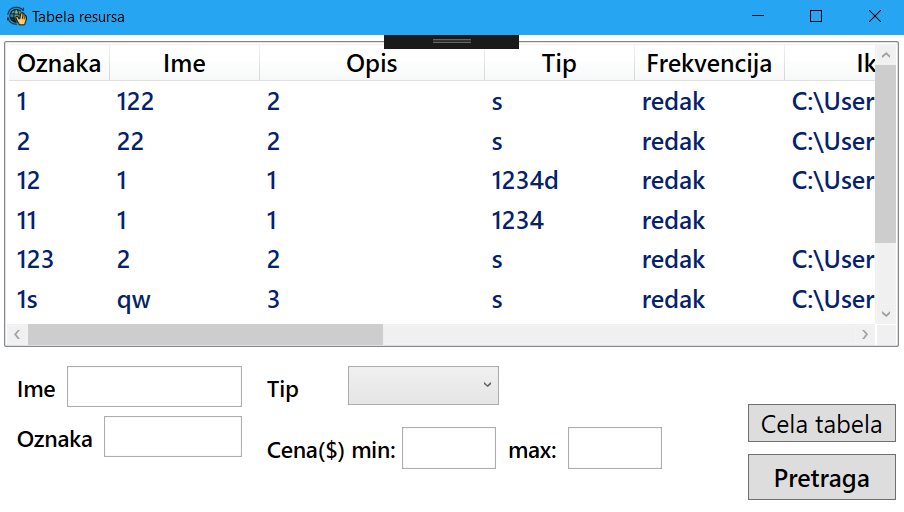 Tabela resursa
Oznaka Ime Opis Tip Frekvencija Ik
1 122 2 s redak C:\User
2 22 2 s redak C:\User
12 1 1 1234d redak C:\User
11 1 1 1234 redak
123 2 2 s redak C:\User
1s qw 3 s redak C:\User
Ime Tip
Oznaka Cena($) min: max:
Cela tabela
Pretraga